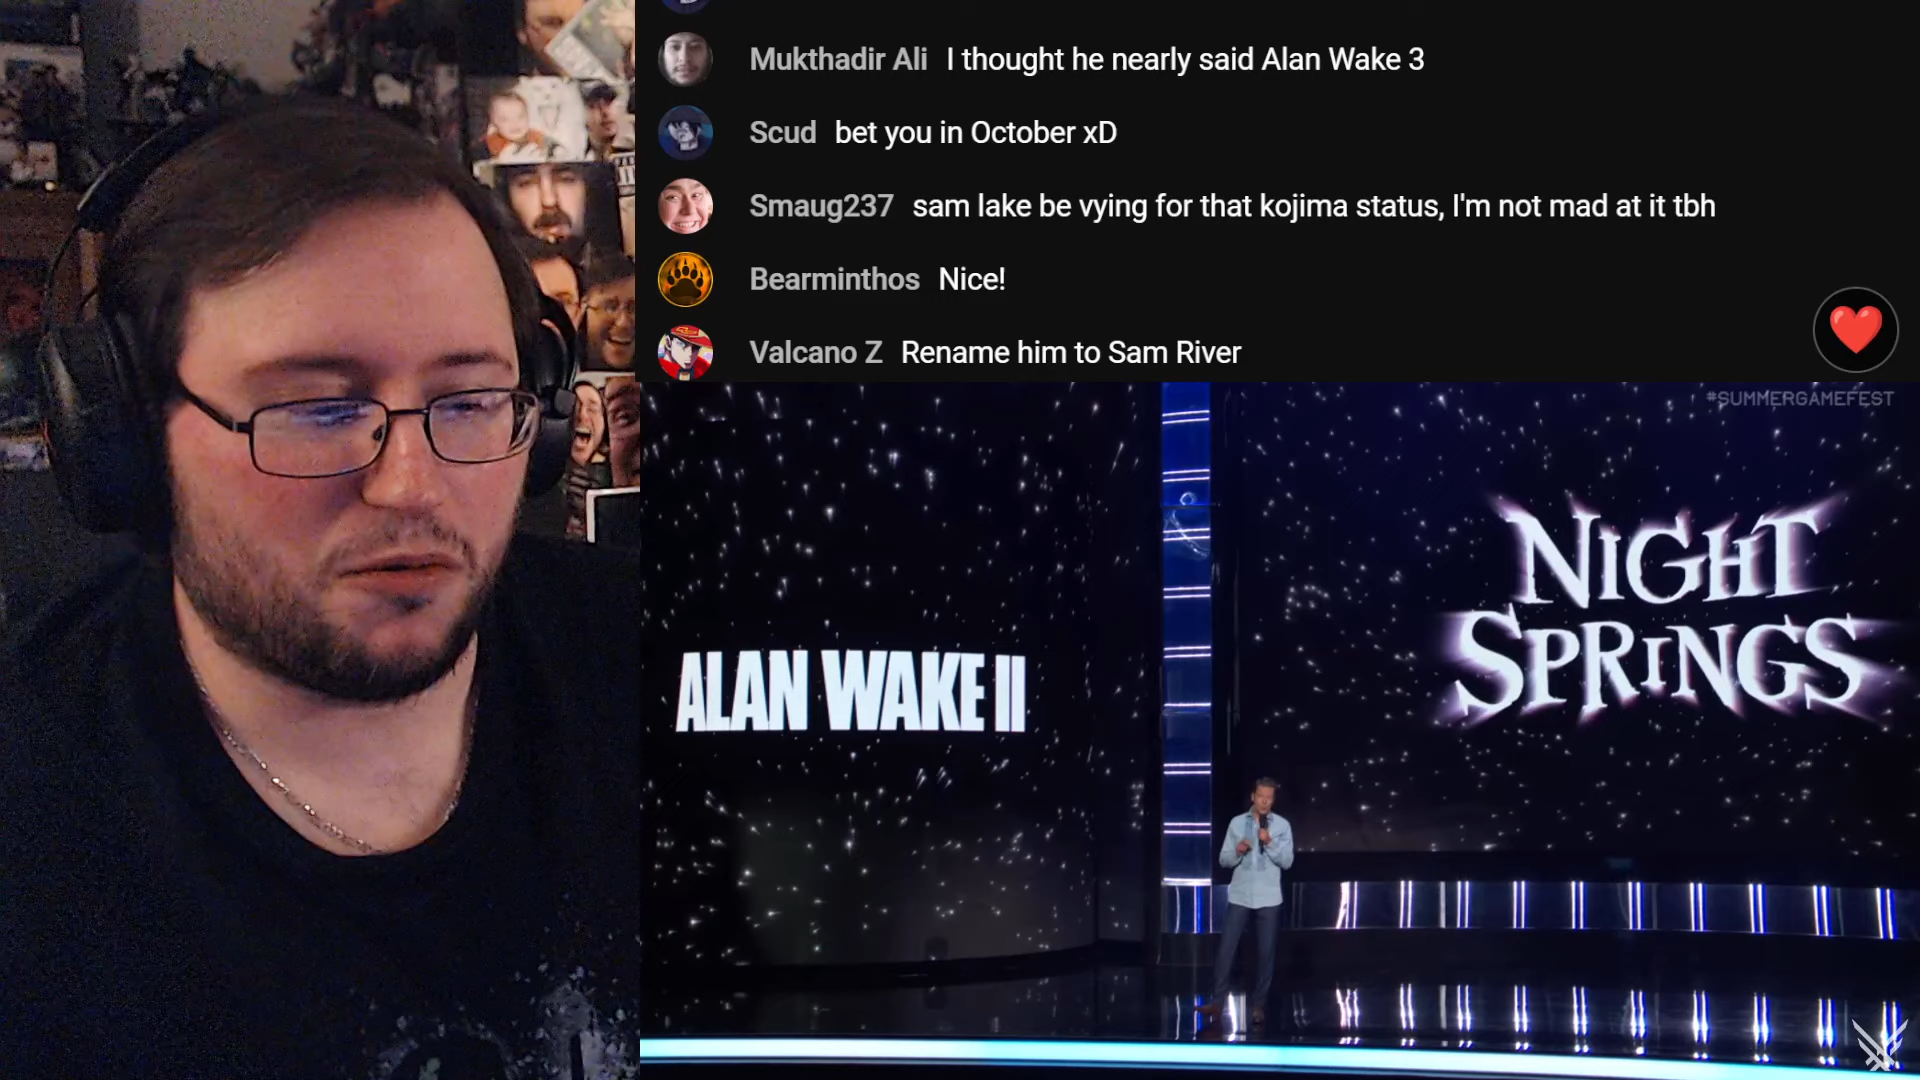 Mukthadir Ali I thought he nearly said Alan Wake 3
Scud bet you in October xD
Smaug237 sam lake be vying for that kojima status, I'm not mad at it tbh
Bearminthos Nice!
Valcano Z Rename him to Sam River
#SUMMERGAMEFEST
NIGHT
SPRINGS
ALAN WAKE II